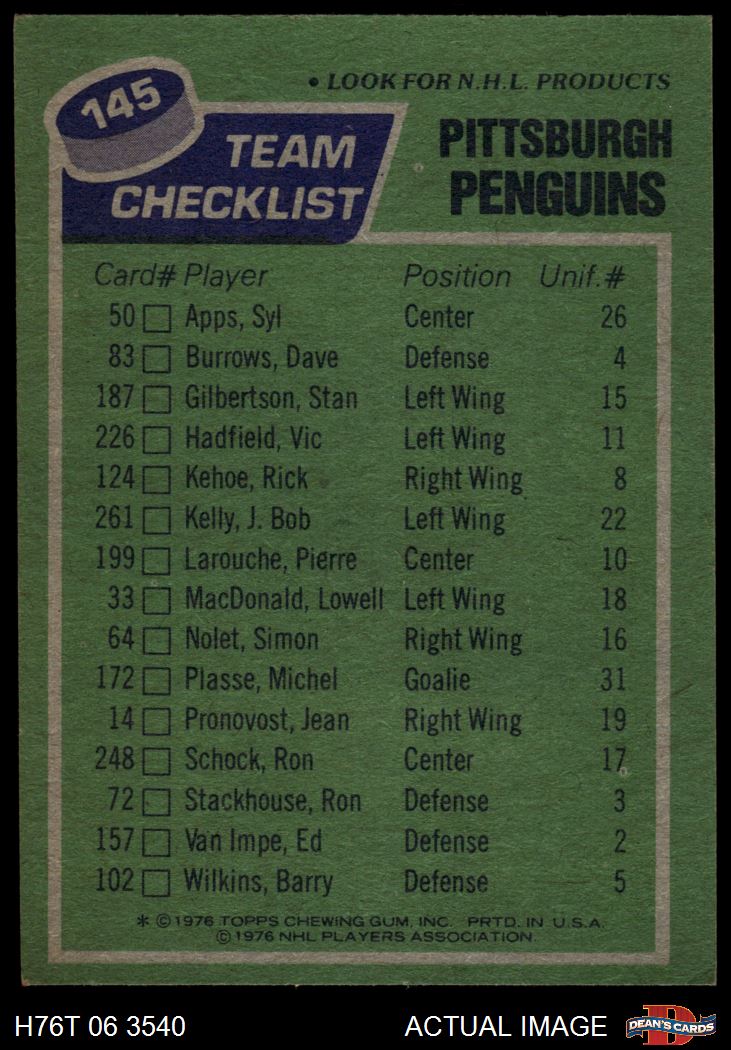 • LOOK FOR N.H.L. PRODUCTS
145
TEAM CHECKLIST
PITTSBURGH PENGUINS
Card# Player Position Unif.#
50 Apps, Syl Center 26
83 Burrows, Dave Defense 4
187 Gilbertson, Stan Left Wing 15
226 Hadfield, Vic Left Wing 11
124 Kehoe, Rick Right Wing 8
261 Kelly, J. Bob Left Wing 22
199 Larouche, Pierre Center 10
33 MacDonald, Lowell Left Wing 18
64 Nolet, Simon Right Wing 16
172 Plasse, Michel Goalie 31
14 Pronovost, Jean Right Wing 19
248 Schock, Ron Center 17
72 Stackhouse, Ron Defense 3
157 Van Impe, Ed Defense 2
102 Wilkins, Barry Defense 5
* ©1976 TOPPS CHEWING GUM, INC. PRTD. IN U.S.A.
©1976 NHL PLAYERS ASSOCIATION
H76T 06 3540 ACTUAL IMAGE D DEAN'S CARDS